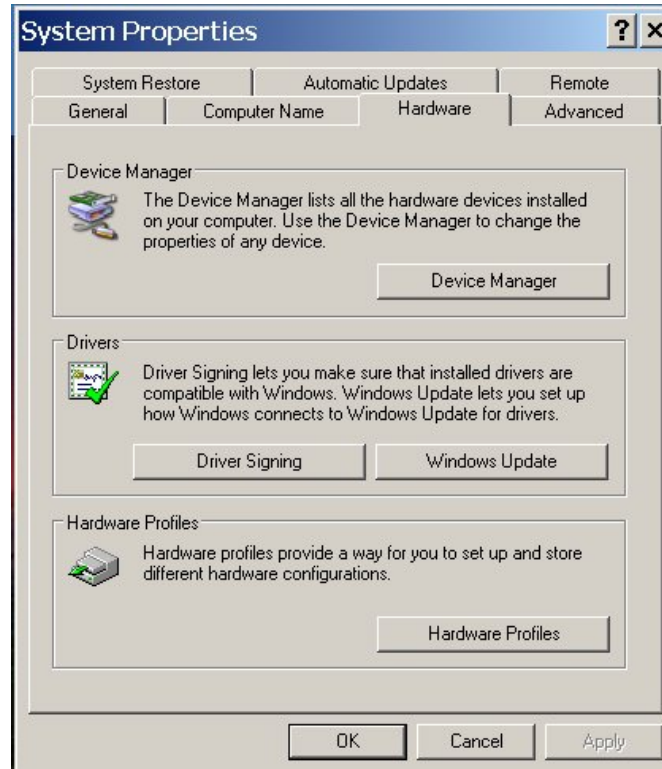 System Properties
System Restore Automatic Updates Remote
General Computer Name Hardware Advanced
Device Manager
The Device Manager lists all the hardware devices installed
on your computer. Use the Device Manager to change the
properties of any device.
Device Manager
Drivers
Driver Signing lets you make sure that installed drivers are
compatible with Windows. Windows Update lets you set up
how Windows connects to Windows Update for drivers.
Driver Signing Windows Update
Hardware Profiles
Hardware profiles provide a way for you to set up and store
different hardware configurations.
Hardware Profiles
OK Cancel Apply